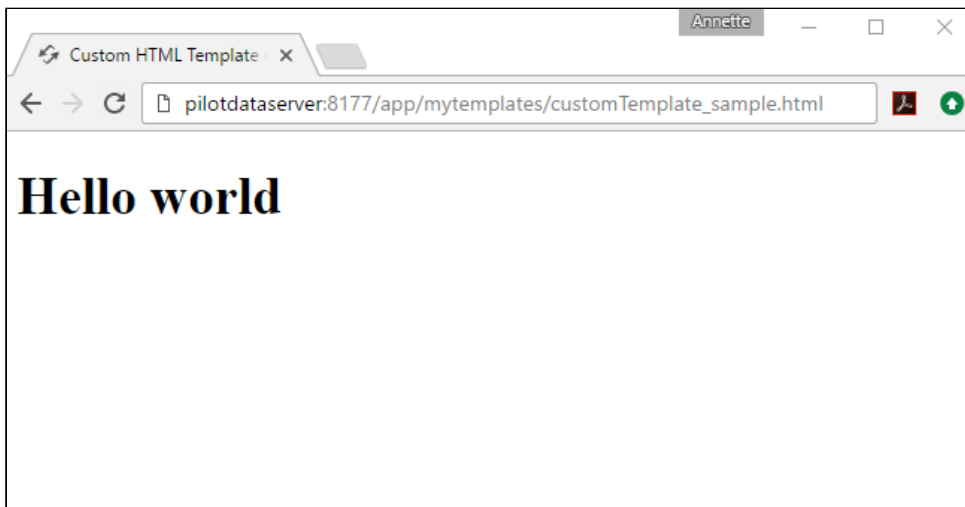 Annette
Custom HTML Template
pilotdataserver:8177/app/mytemplates/customTemplate_sample.html
Hello world